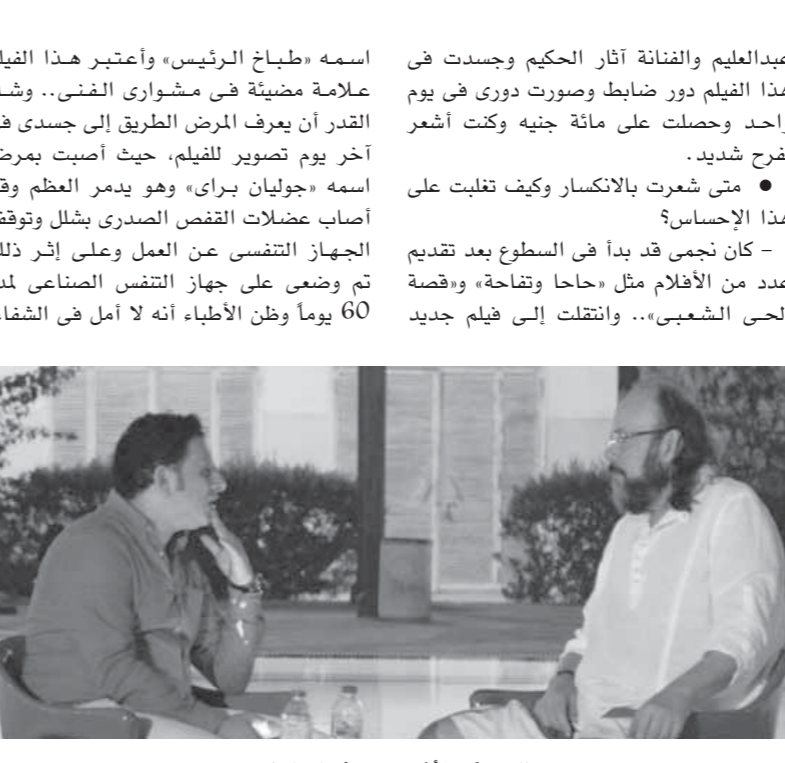 عبدالعليم والفنانة آثار الحكيم وجسدت فى
هذا الفيلم دور ضابط وصورت دورى فى يوم
واحد وحصلت على مائة جنيه وكنت أشعر
بفرح شديد.
● متى شعرت بالانكسار وكيف تغلبت على
هذا الإحساس؟
– كان نجمى قد بدأ فى السطوع بعد تقديم
عدد من الأفلام مثل «حاحا وتفاحة» و«قصة
الحى الشعبى».. وانتقلت إلى فيلم جديد
اسمه «طباخ الرئيس» وأعتبر هذا الفيلم
علامة مضيئة فى مشوارى الفنى.. وشاء
القدر أن يعرف المرض الطريق إلى جسدى فى
آخر يوم تصوير للفيلم، حيث أصبت بمرض
اسمه «جوليان براى» وهو يدمر العظم وقد
أصاب عضلات القفص الصدرى بشلل وتوقف
الجهاز التنفسى عن العمل وعلى إثر ذلك
تم وضعى على جهاز التنفس الصناعى لمدة
60 يوماً وظن الأطباء أنه لا أمل فى الشفاء